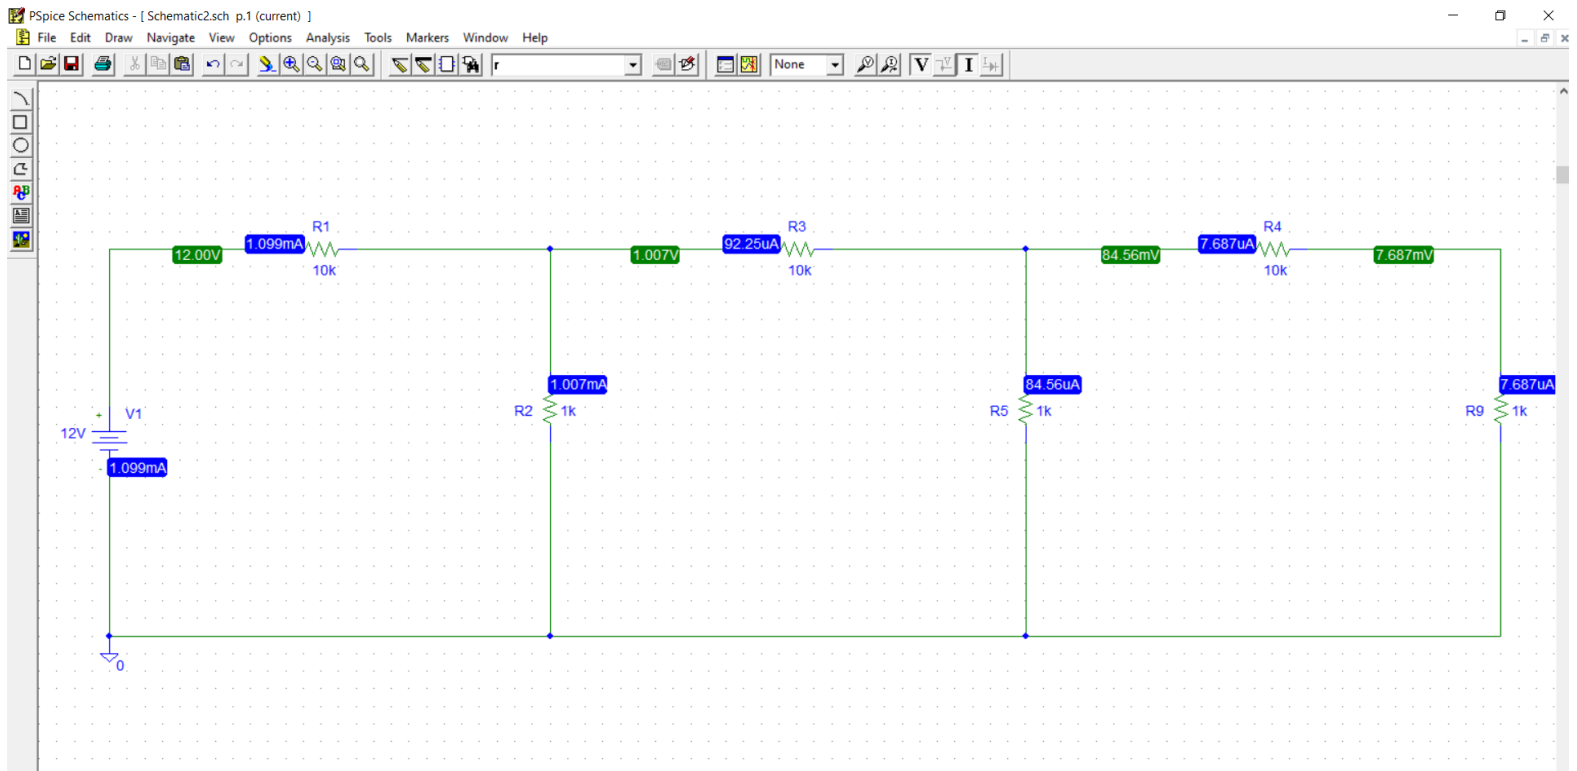 PSpice Schematics - [ Schematic2.sch p.1 (current) ]
File Edit Draw Navigate View Options Analysis Tools Markers Window Help
r None V I
ABC
R1 R3 R4
12.00V 1.099mA 1.007V 92.25uA 84.56mV 7.687uA 7.687mV
10k 10k 10k
1.007mA 84.56uA 7.687uA
+ V1 R2 1k R5 1k R9 1k
12V
- 1.099mA
0